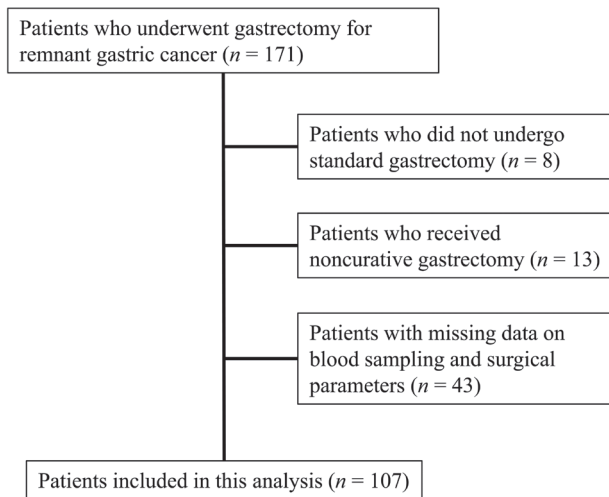 Patients who underwent gastrectomy for
remnant gastric cancer (n = 171)
Patients who did not undergo
standard gastrectomy (n = 8)
Patients who received
noncurative gastrectomy (n = 13)
Patients with missing data on
blood sampling and surgical
parameters (n = 43)
Patients included in this analysis (n = 107)